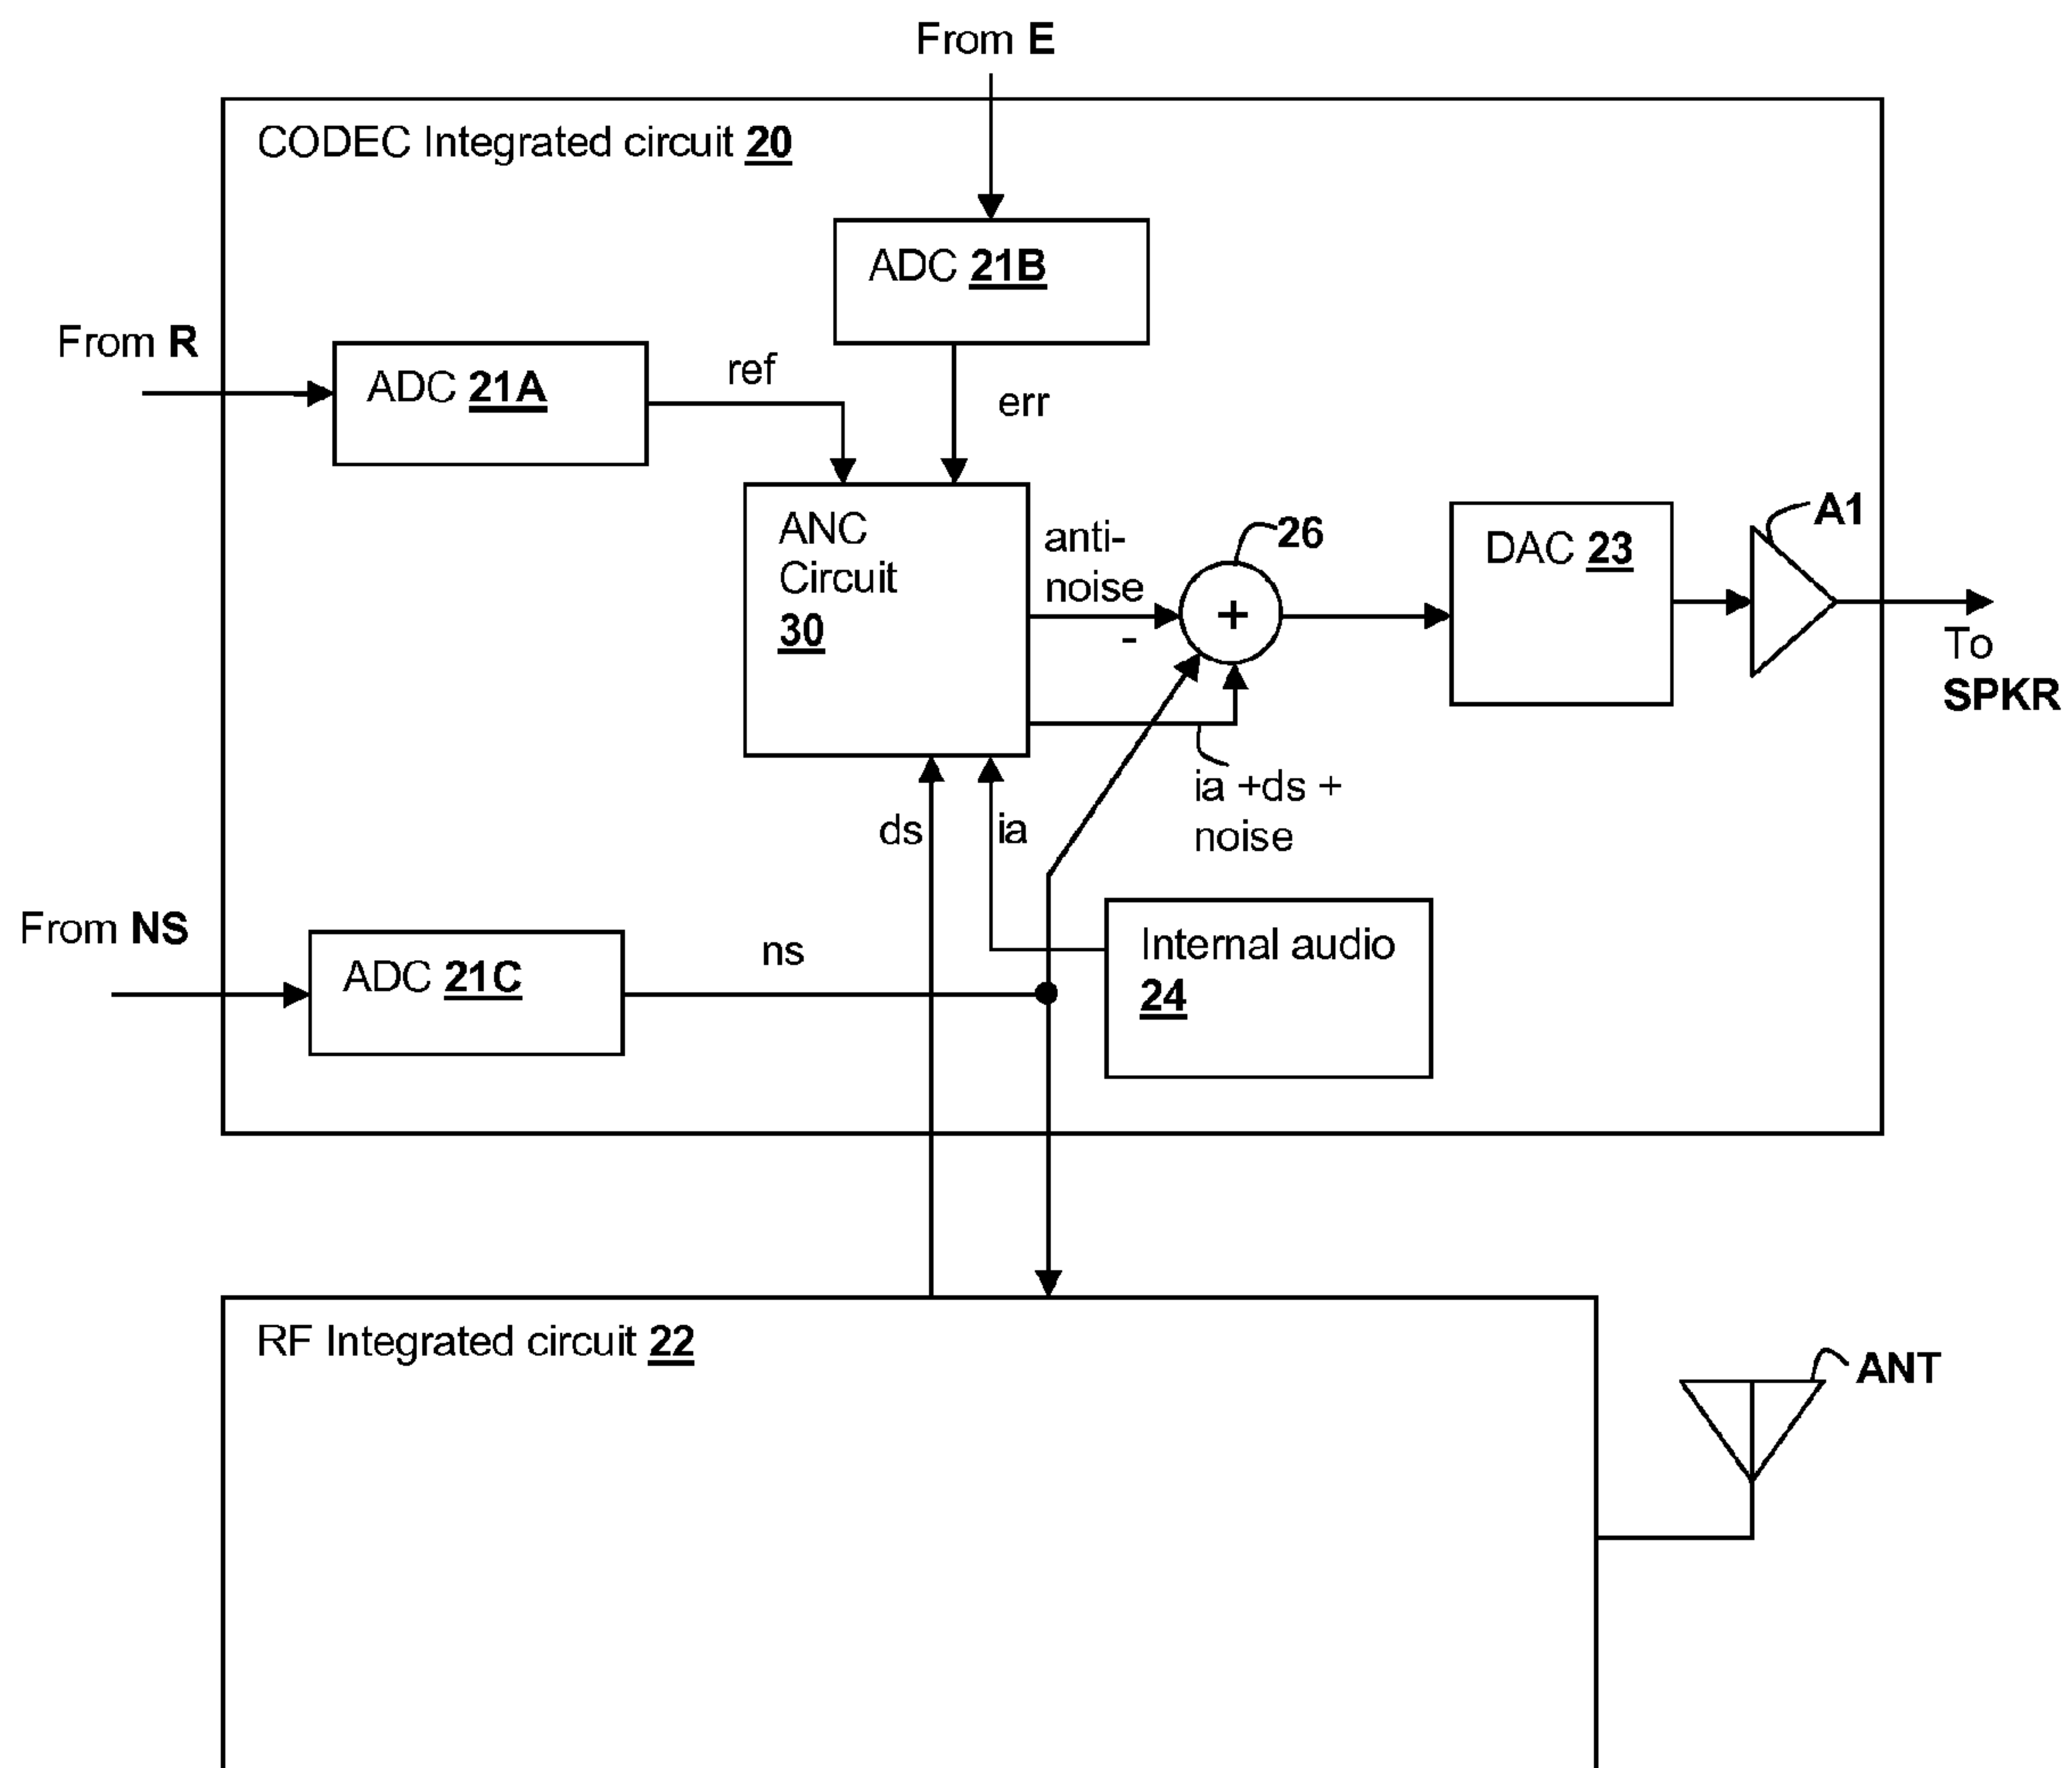 From E
CODEC Integrated circuit 20
ADC 21B
From R
ADC 21A
ref
err
ANC
Circuit
30
anti-
noise
-
26
+
DAC 23
A1
To
SPKR
ia +ds +
noise
ds
ia
From NS
ADC 21C
ns
Internal audio
24
RF Integrated circuit 22
ANT